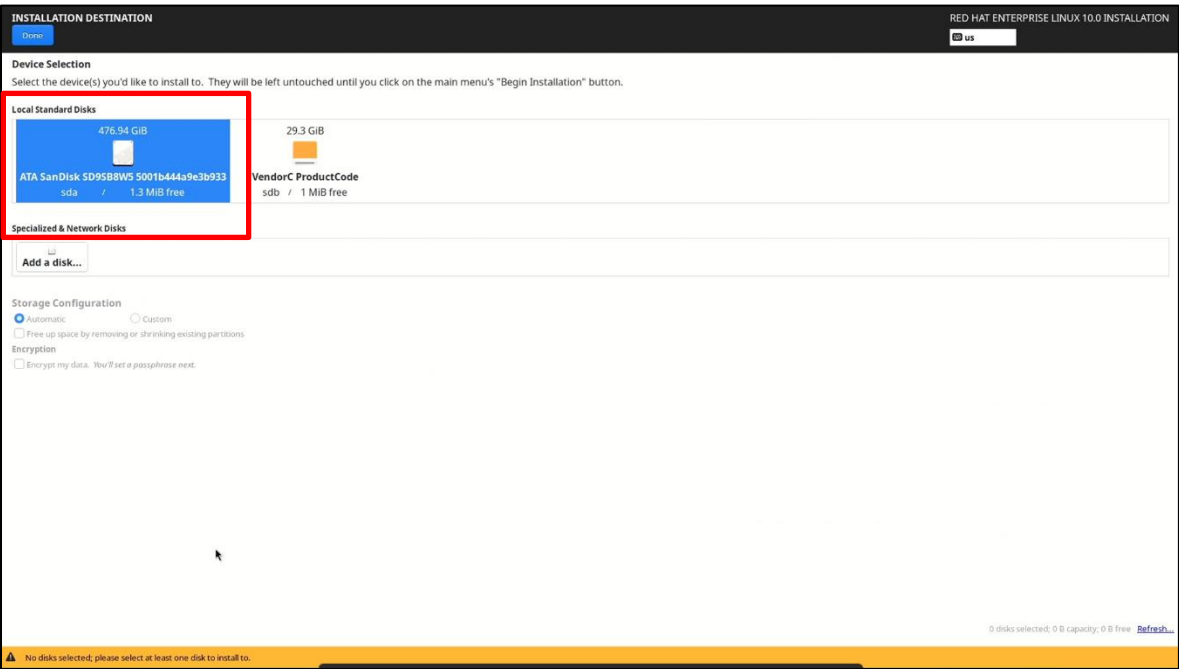 INSTALLATION DESTINATION
RED HAT ENTERPRISE LINUX 10.0 INSTALLATION
Done
us
Device Selection
Select the device(s) you'd like to install to. They will be left untouched until you click on the main menu's "Begin Installation" button.
Local Standard Disks
476.94 GiB
ATA SanDisk SD9SB8W5 5001b444a9e3b933
sda / 1.3 MiB free
29.3 GiB
VendorC ProductCode
sdb / 1 MiB free
Specialized & Network Disks
Add a disk...
Storage Configuration
Automatic Custom
Free up space by removing or shrinking existing partitions
Encryption
Encrypt my data. You'll set a passphrase next.
0 disks selected; 0 B capacity; 0 B free Refresh...
No disks selected; please select at least one disk to install to.